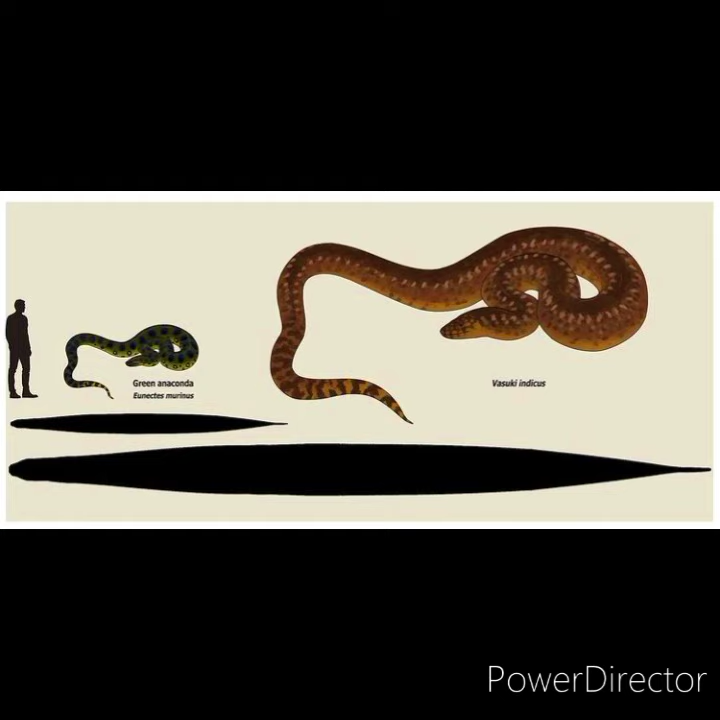 Green anaconda
Eunectes murinus
Vasuki indicus
PowerDirector